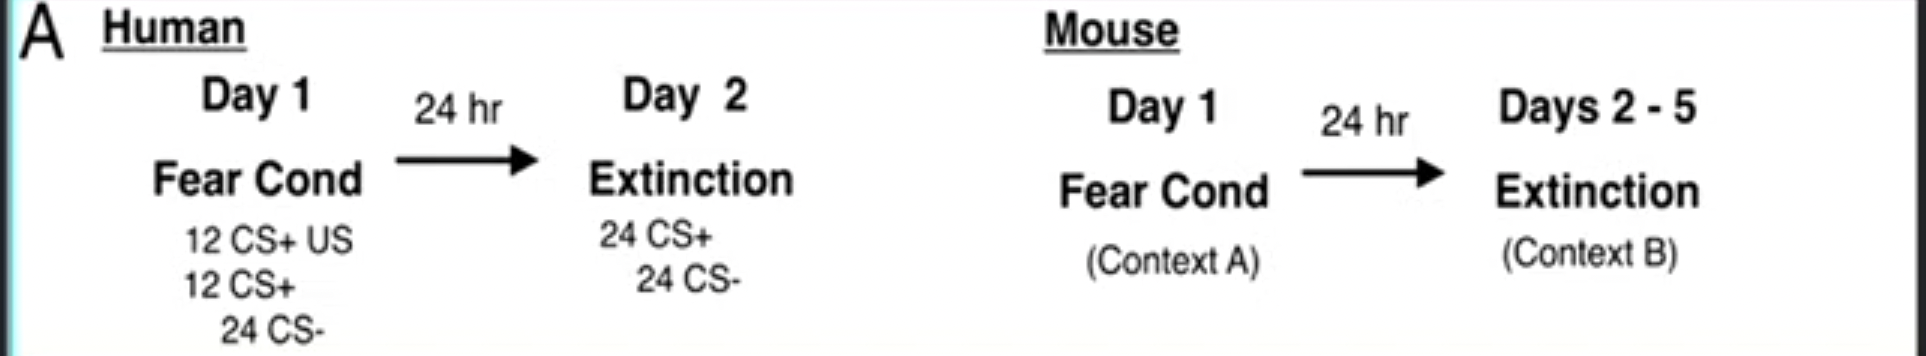 A
Human
Day 1
24 hr
Day 2
Fear Cond
Extinction
12 CS+ US
12 CS+
24 CS-
24 CS+
24 CS-
Mouse
Day 1
24 hr
Days 2 - 5
Fear Cond
Extinction
(Context A)
(Context B)